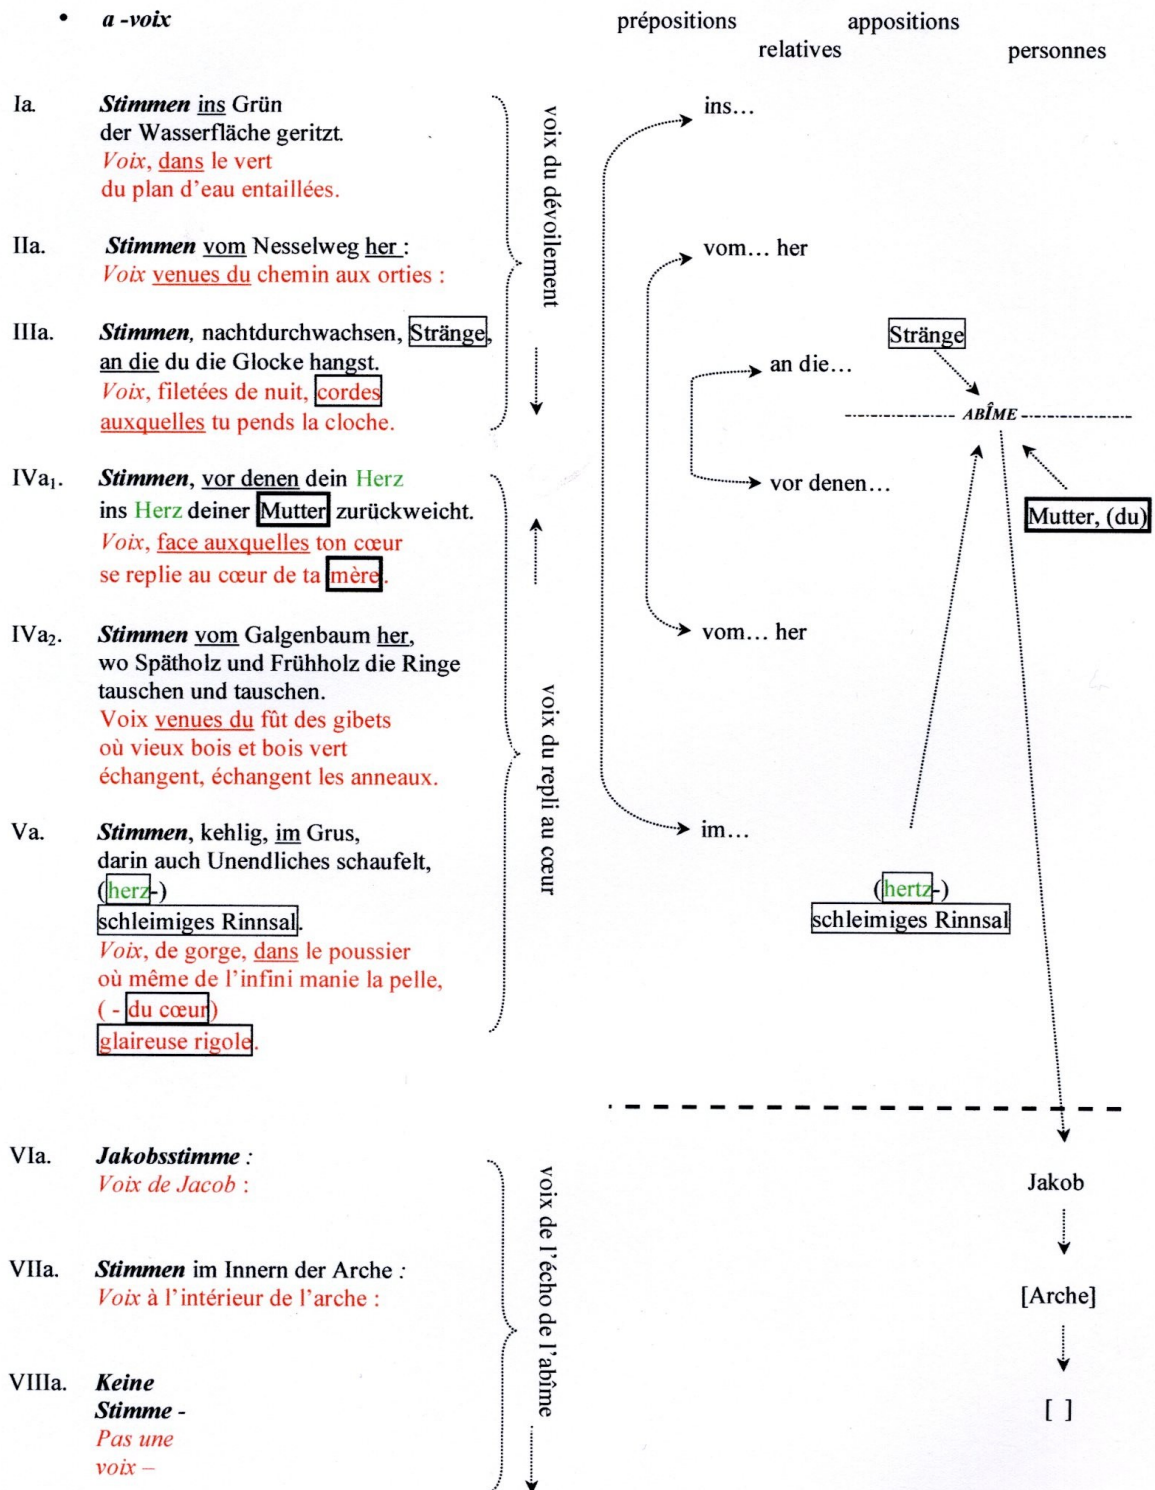 • a -voix
prépositions appositions
relatives personnes
Ia. Stimmen ins Grün
der Wasserfläche geritzt.
Voix, dans le vert
du plan d'eau entaillées.
IIa. Stimmen vom Nesselweg her :
Voix venues du chemin aux orties :
IIIa. Stimmen, nachtdurchwachsen, Stränge,
an die du die Glocke hangst.
Voix, filetées de nuit, cordes
auxquelles tu pends la cloche.
voix du dévoilement
IVa1. Stimmen, vor denen dein Herz
ins Herz deiner Mutter zurückweicht.
Voix, face auxquelles ton cœur
se replie au cœur de ta mère.
IVa2. Stimmen vom Galgenbaum her,
wo Spätholz und Frühholz die Ringe
tauschen und tauschen.
Voix venues du fût des gibets
où vieux bois et bois vert
échangent, échangent les anneaux.
Va. Stimmen, kehlig, im Grus,
darin auch Unendliches schaufelt,
(herz-)
schleimiges Rinnsal.
Voix, de gorge, dans le poussier
où même de l'infini manie la pelle,
( - du cœur)
glaireuse rigole.
voix du repli au cœur
VIa. Jakobsstimme :
Voix de Jacob :
VIIa. Stimmen im Innern der Arche :
Voix à l'intérieur de l'arche :
VIIIa. Keine
Stimme -
Pas une
voix –
voix de l'écho de l'abîme
ins…
vom… her
Stränge
an die…
ABÎME
vor denen…
Mutter, (du)
vom… her
im…
(hertz-)
schleimiges Rinnsal
Jakob
[Arche]
[ ]